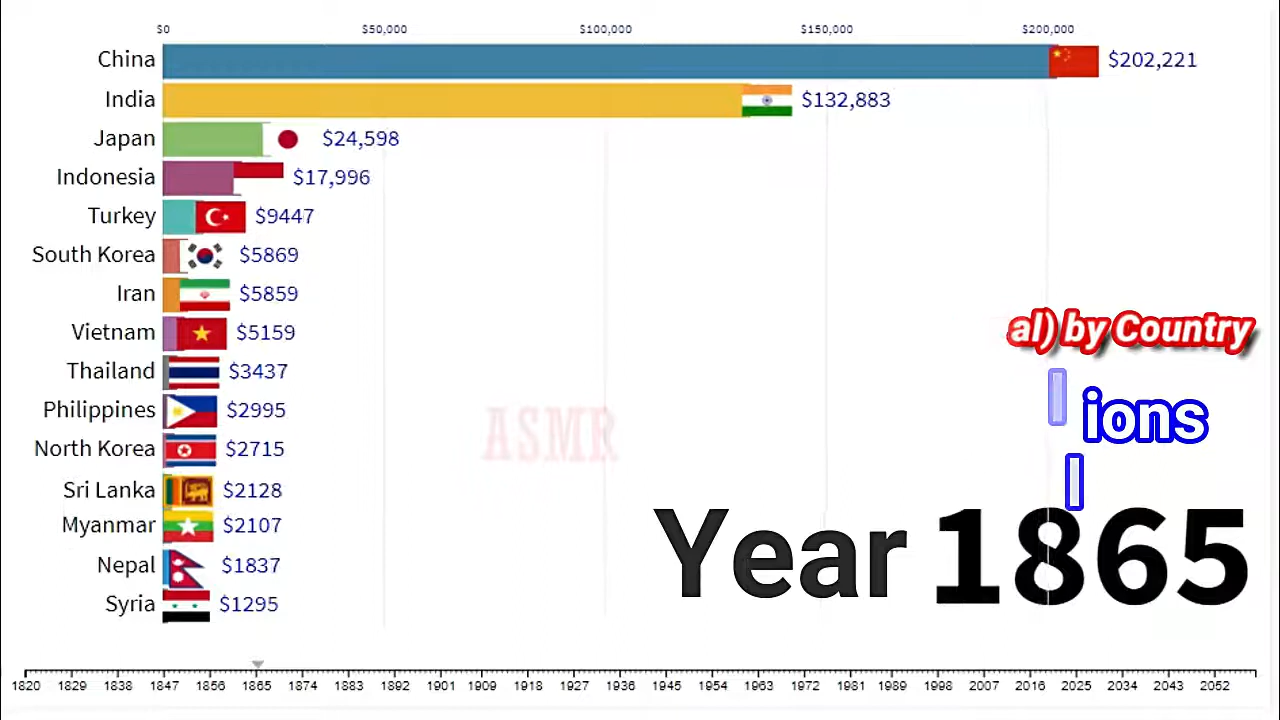 $0 $50,000 $100,000 $150,000 $200,000
China $202,221
India $132,883
Japan $24,598
Indonesia $17,996
Turkey $9447
South Korea $5869
Iran $5859
al) by Country
Vietnam $5159
Thailand $3437
ions
Philippines $2995
ASMR
North Korea $2715
Sri Lanka $2128
Myanmar $2107
Year 1865
Nepal $1837
Syria $1295
1820 1829 1838 1847 1856 1865 1874 1883 1892 1901 1909 1918 1927 1936 1945 1954 1963 1972 1981 1989 1998 2007 2016 2025 2034 2043 2052